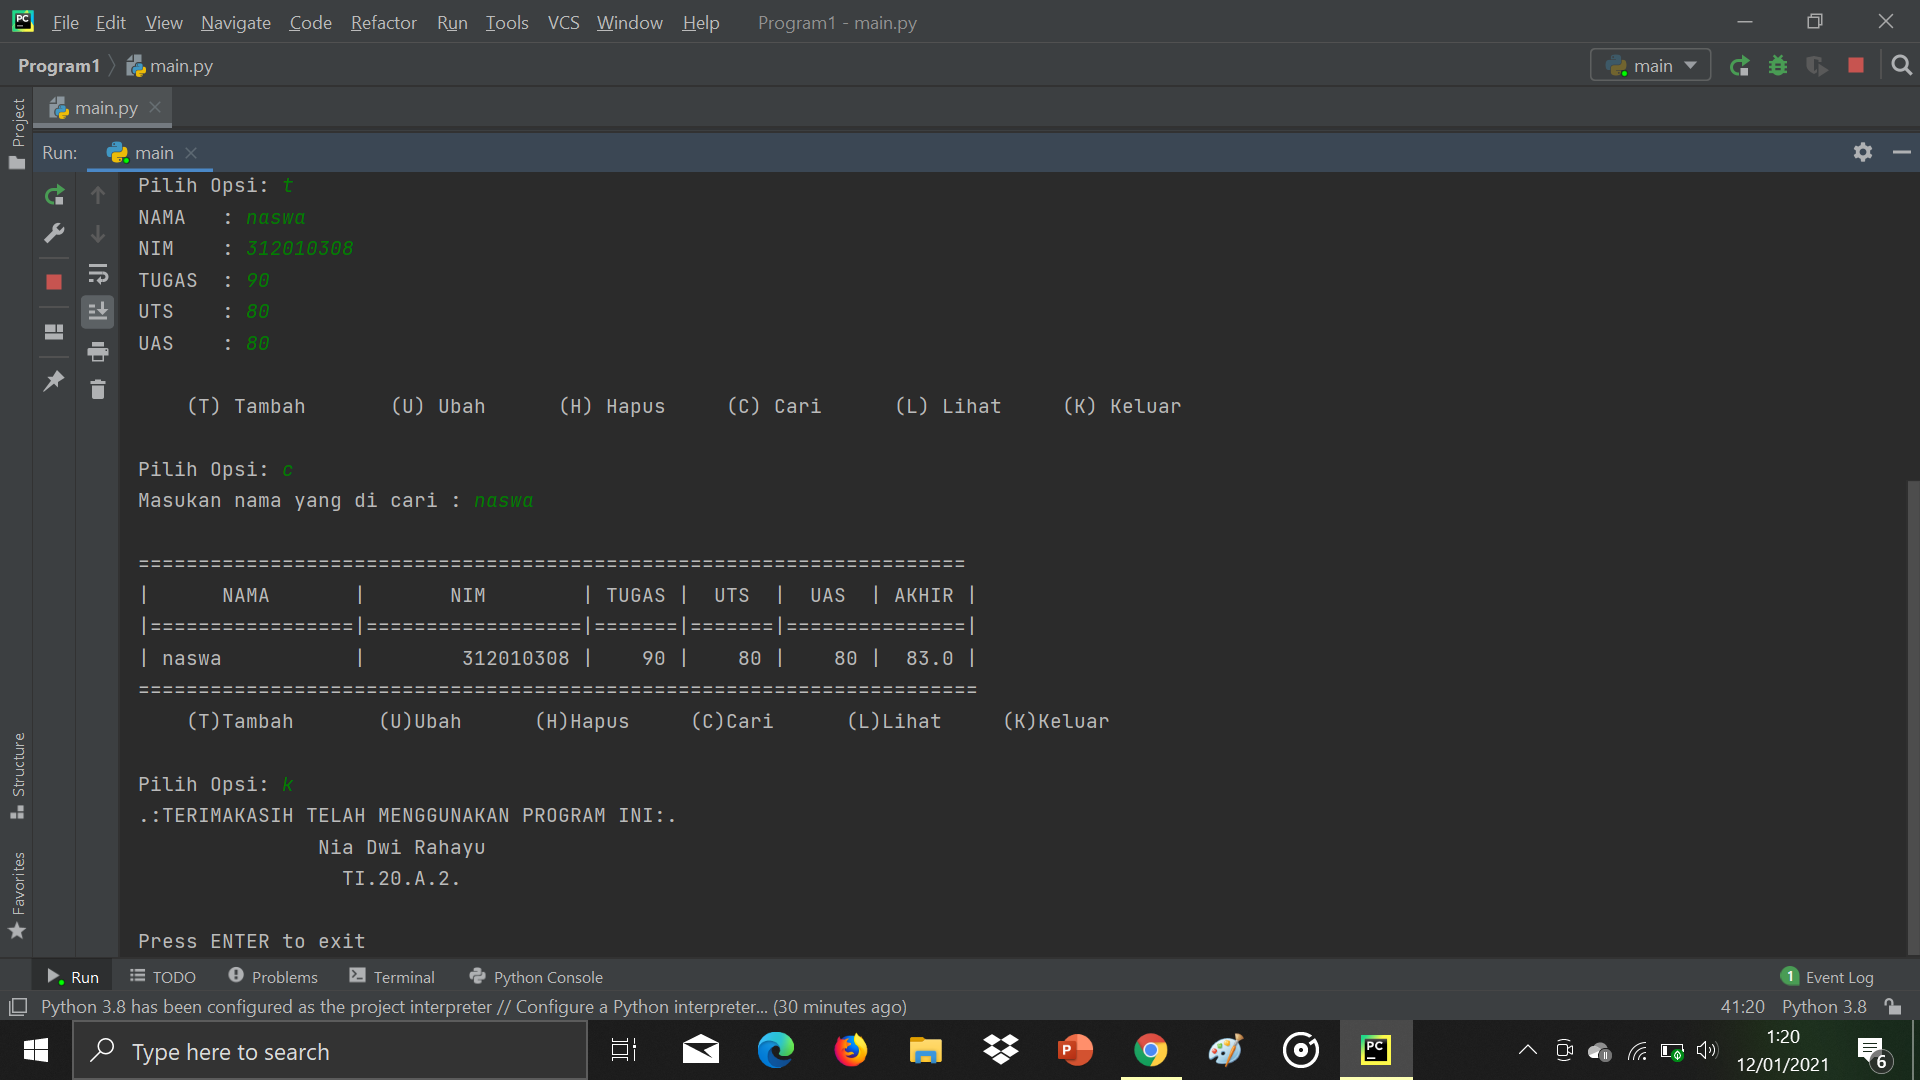 File Edit View Navigate Code Refactor Run Tools VCS Window Help Program1 - main.py
Program1 main.py main
Project
main.py
Run: main
Pilih Opsi: t
NAMA   : naswa
NIM    : 312010308
TUGAS  : 90
UTS    : 80
UAS    : 80
(T) Tambah       (U) Ubah      (H) Hapus     (C) Cari      (L) Lihat     (K) Keluar
Pilih Opsi: c
Masukan nama yang di cari : naswa
=====================================================================
|      NAMA       |       NIM        | TUGAS |  UTS  |  UAS  | AKHIR |
|=================|==================|=======|=======|===============|
| naswa           |        312010308 |    90 |    80 |    80 |  83.0 |
======================================================================
(T)Tambah       (U)Ubah      (H)Hapus     (C)Cari      (L)Lihat     (K)Keluar
Pilih Opsi: k
.:TERIMAKASIH TELAH MENGGUNAKAN PROGRAM INI:.
Nia Dwi Rahayu
TI.20.A.2.
Press ENTER to exit
Structure
Favorites
Run TODO Problems Terminal Python Console 1 Event Log
Python 3.8 has been configured as the project interpreter // Configure a Python interpreter... (30 minutes ago) 41:20 Python 3.8
Type here to search
1:20
12/01/2021
6